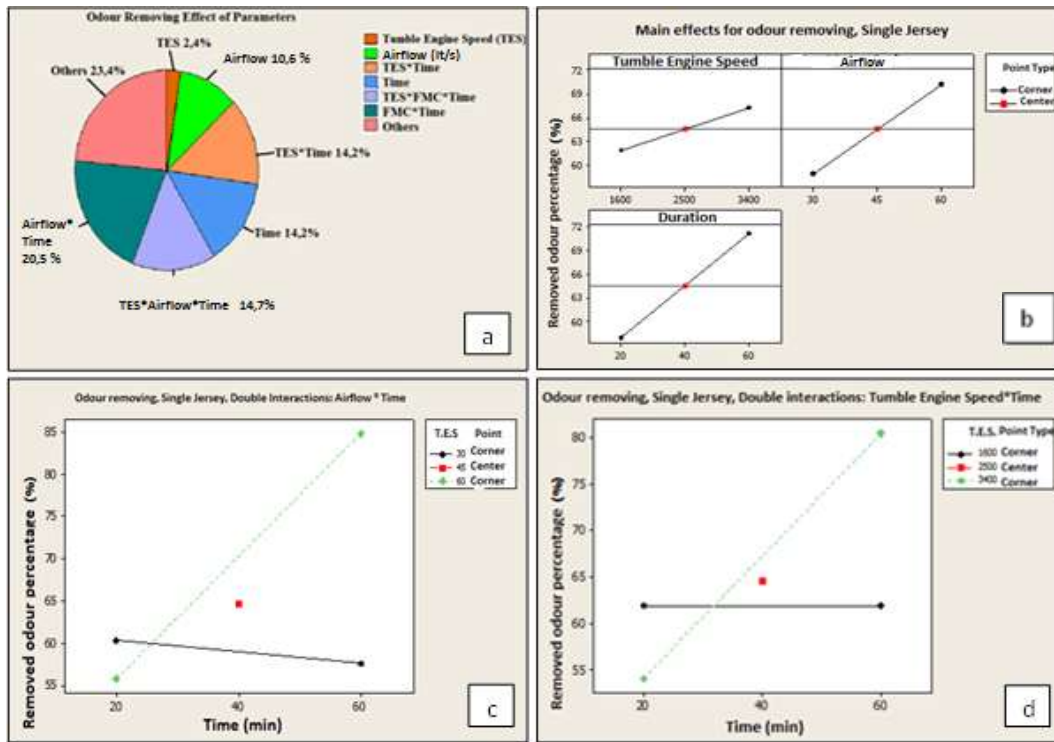 Odour Removing Effect of Parameters
TES 2,4%
Airflow 10,6 %
Others 23,4%
TES*Time 14,2%
Time 14,2%
Airflow*
Time
20,5 %
TES*Airflow*Time 14,7%
Tumble Engine Speed (TES)
Airflow (lt/s)
TES*Time
Time
TES*FMC*Time
FMC*Time
Others
a
Main effects for odour removing, Single Jersey
Tumble Engine Speed
Airflow
Point Type
Corner
Center
Removed odour percentage (%)
72
69
66
63
60
1600 2500 3400
30 45 60
Duration
72
69
66
63
60
20 40 60
b
Odour removing, Single Jersey, Double Interactions: Airflow * Time
T.E.S Point
30 Corner
45 Center
60 Corner
Removed odour percentage (%)
85
80
75
70
65
60
55
20 40 60
Time (min)
c
Odour removing, Single Jersey, Double interactions: Tumble Engine Speed*Time
T.E.S. Point Type
1600 Corner
2500 Center
3400 Corner
Removed odour percentage (%)
80
75
70
65
60
55
20 40 60
Time (min)
d